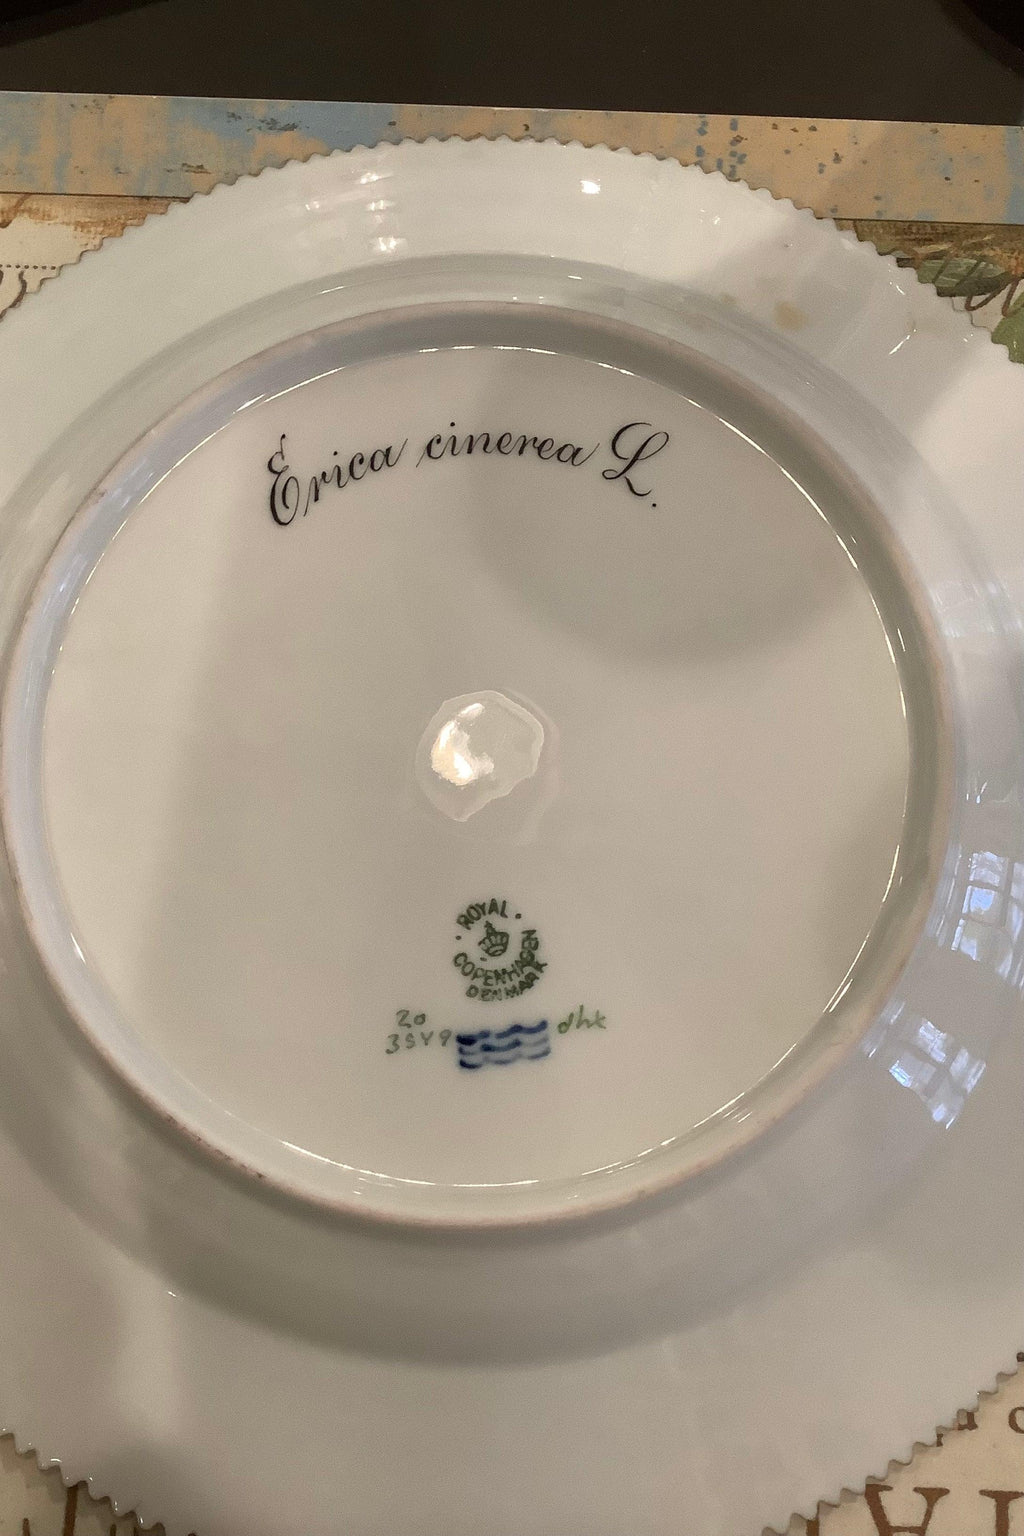 Erica cinerea L.
ROYAL
COPENHAGEN
DENMARK
20
3549
dhk